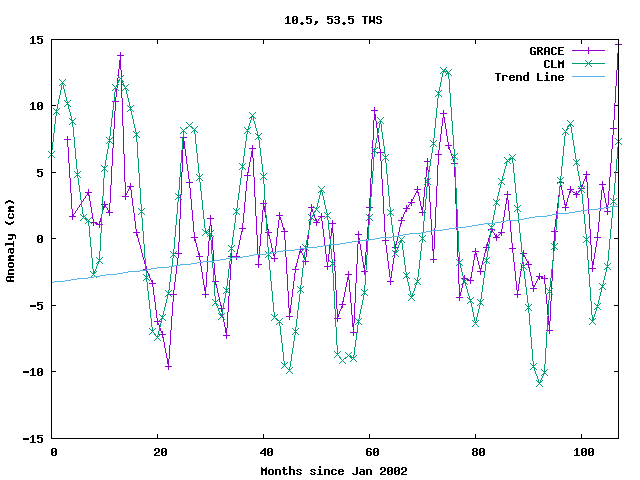 10.5, 53.5 TWS
GRACE
CLM
Trend Line
15
10
5
0
-5
-10
-15
Anomaly (cm)
0 20 40 60 80 100
Months since Jan 2002